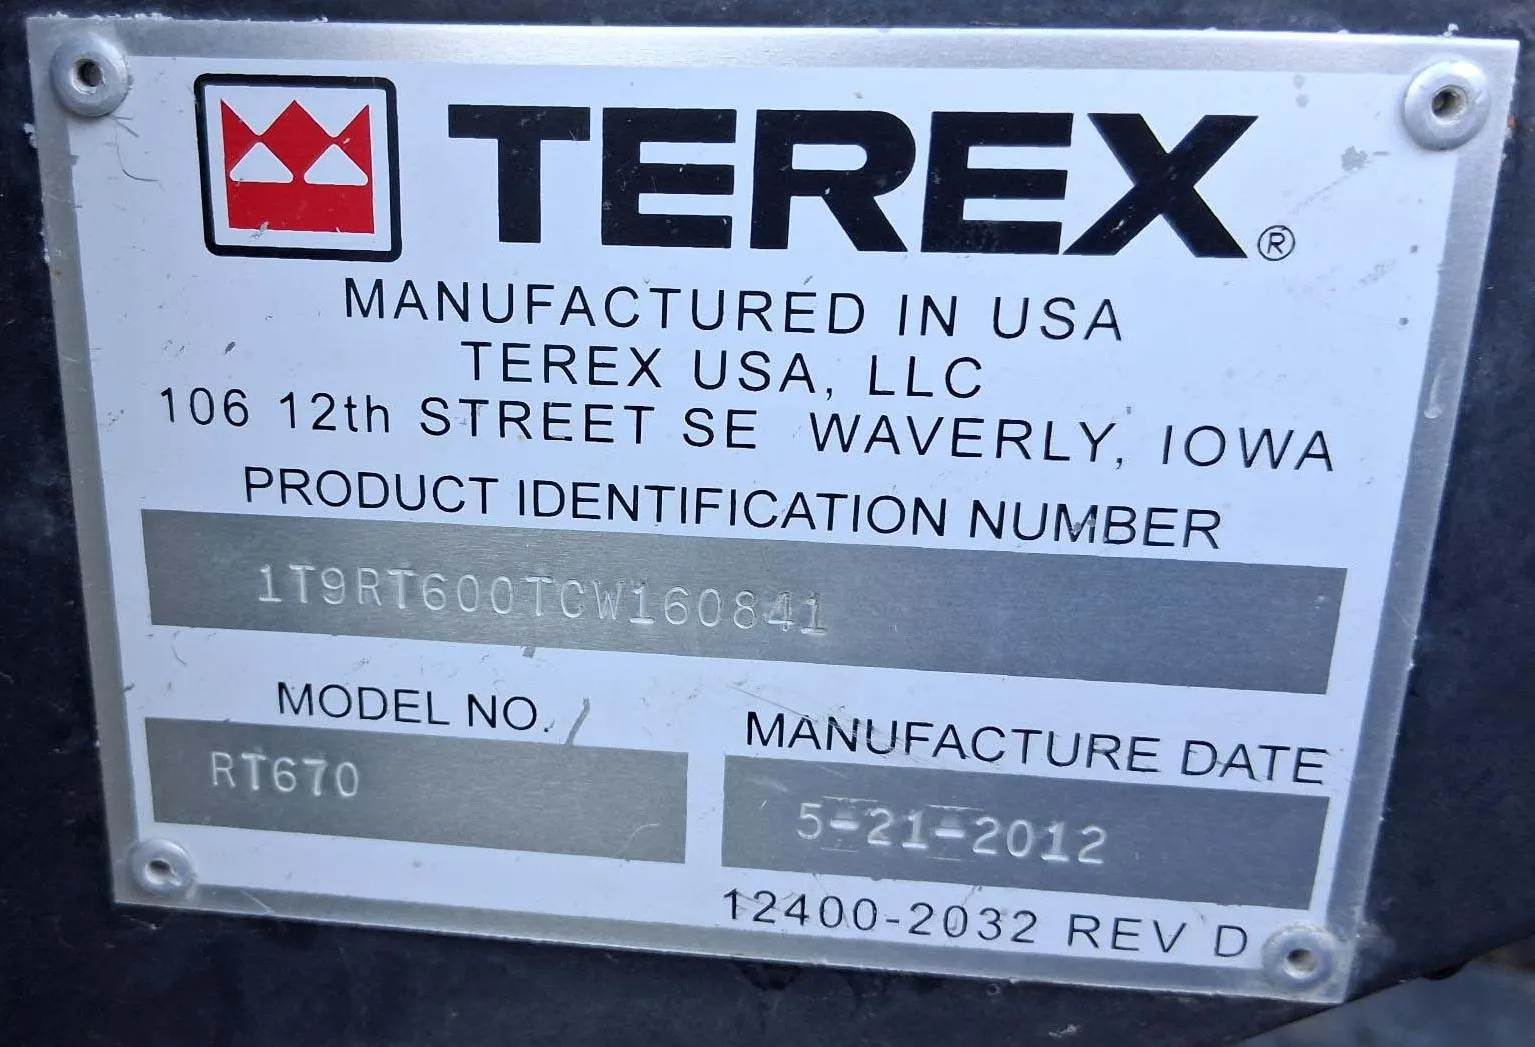 TEREX®
MANUFACTURED IN USA
TEREX USA, LLC
106 12th STREET SE WAVERLY, IOWA
PRODUCT IDENTIFICATION NUMBER
1T9RT600TCW160841
MODEL NO.
RT670
MANUFACTURE DATE
5-21-2012
12400-2032 REV D